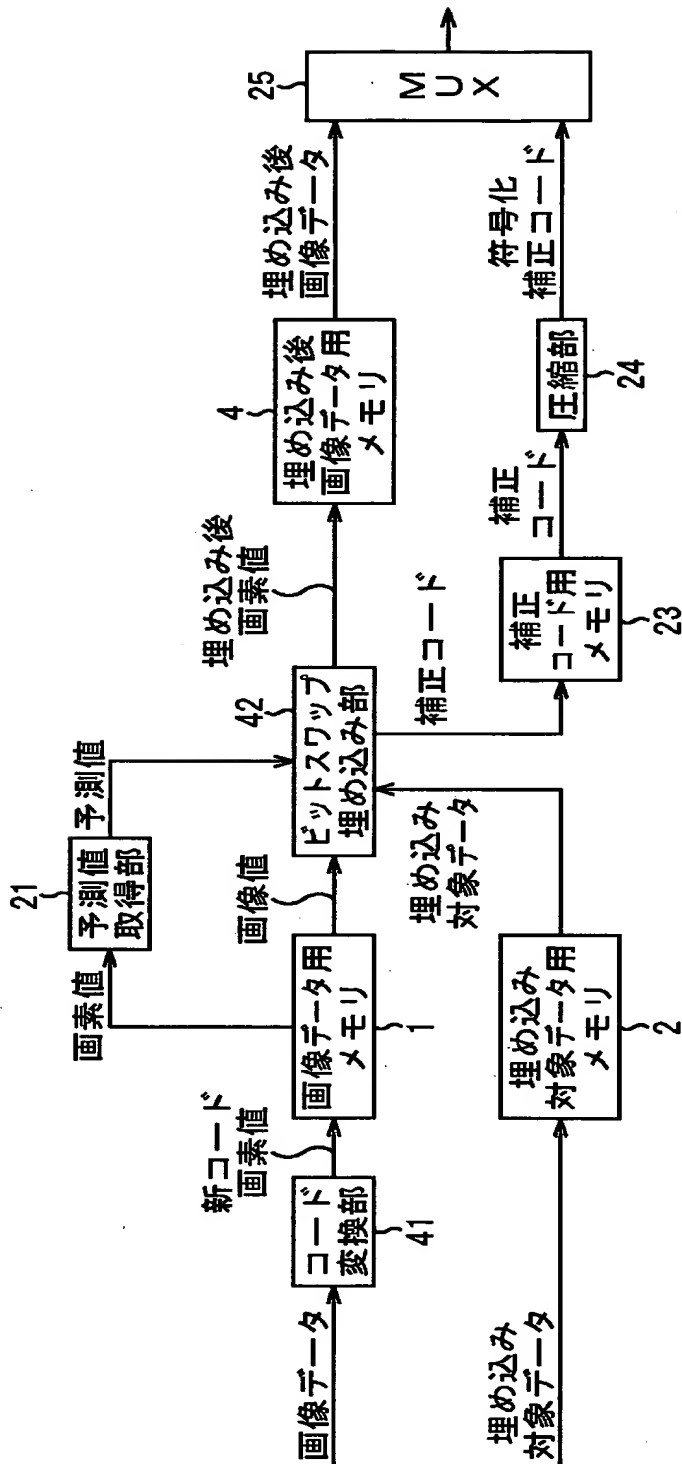 画像データ
コード
変換部
41
新コード
画素値
画像データ用
メモリ
1
画素値
21
予測値
取得部
予測値
画像値
42
ビットスワップ
埋め込み部
埋め込み後
画素値
4
埋め込み後
画像データ用
メモリ
埋め込み後
画像データ
25
MUX
埋め込み
対象データ
埋め込み
対象データ用
メモリ
2
埋め込み
対象データ
補正コード
補正
コード用
メモリ
23
補正
コード
圧縮部
24
符号化
補正コード